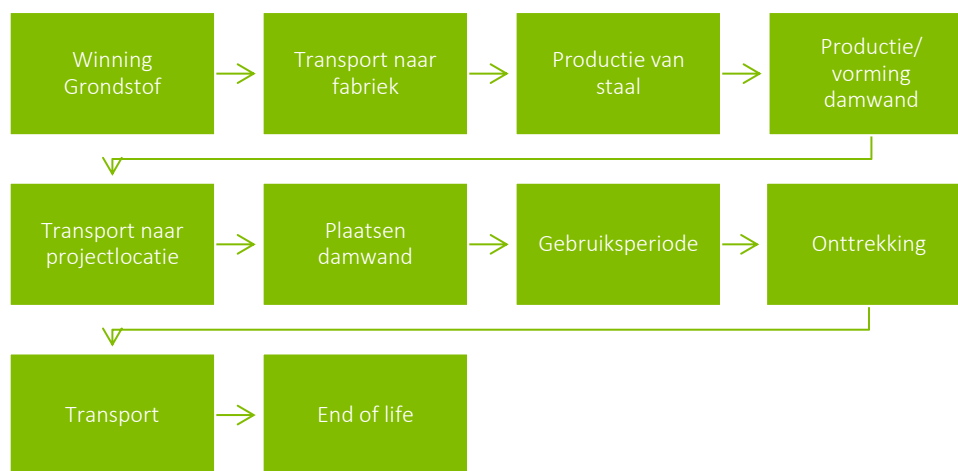 Winning
Grondstof
Transport naar
fabriek
Productie van
staal
Productie/
vorming
damwand
Transport naar
projectlocatie
Plaatsen
damwand
Gebruiksperiode
Onttrekking
Transport
End of life